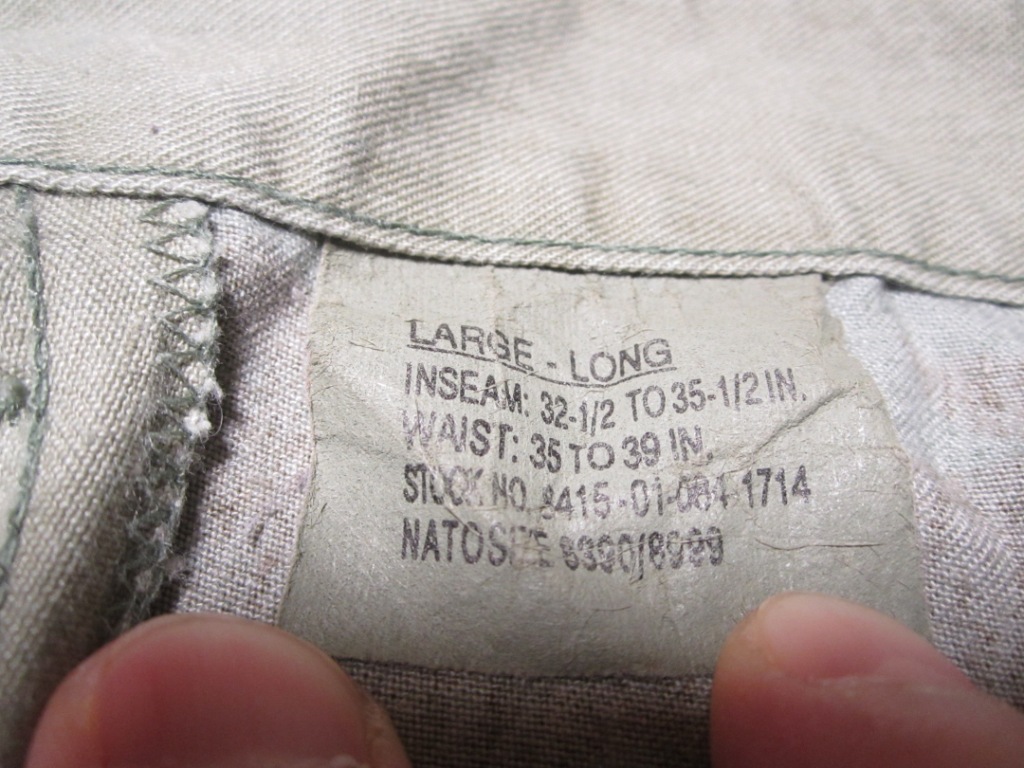 LARGE - LONG
INSEAM: 32-1/2 TO 35-1/2 IN.
WAIST: 35 TO 39 IN.
STOCK NO. 8415-01-084-1714
NATO SIZE